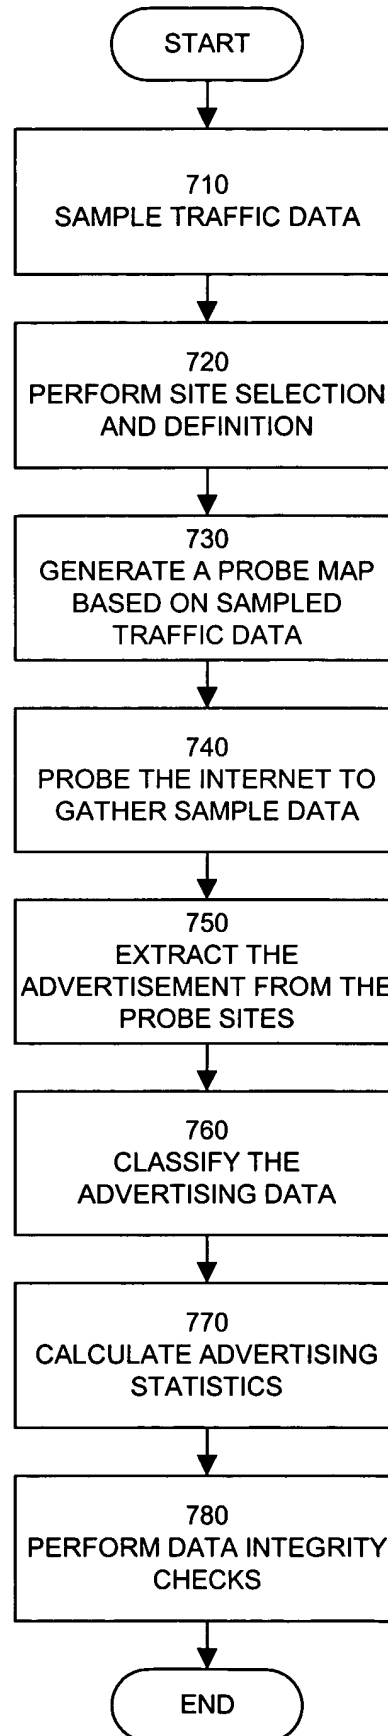 START
710
SAMPLE TRAFFIC DATA
720
PERFORM SITE SELECTION
AND DEFINITION
730
GENERATE A PROBE MAP
BASED ON SAMPLED
TRAFFIC DATA
740
PROBE THE INTERNET TO
GATHER SAMPLE DATA
750
EXTRACT THE
ADVERTISEMENT FROM THE
PROBE SITES
760
CLASSIFY THE
ADVERTISING DATA
770
CALCULATE ADVERTISING
STATISTICS
780
PERFORM DATA INTEGRITY
CHECKS
END